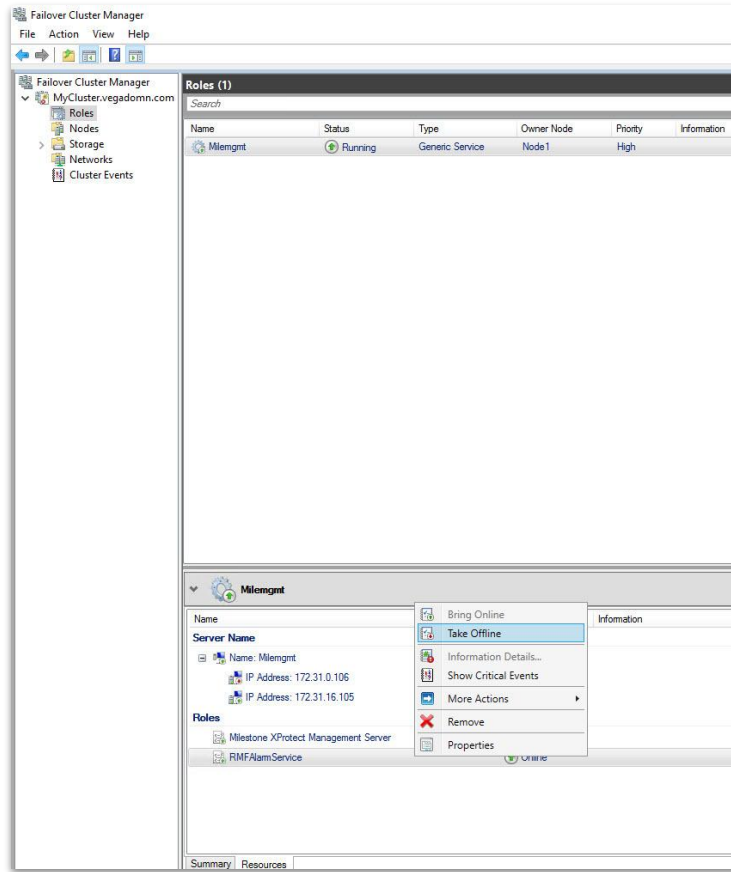 Failover Cluster Manager
File Action View Help
Failover Cluster Manager
MyCluster.vegadomn.com
Roles
Nodes
Storage
Networks
Cluster Events
Roles (1)
Search
Name Status Type Owner Node Priority Information
Milemgmt Running Generic Service Node1 High
Milemgmt
Name Information
Server Name
Name: Milemgmt
IP Address: 172.31.0.106
IP Address: 172.31.16.105
Roles
Milestone XProtect Management Server
RMFAlarmService Online
Bring Online
Take Offline
Information Details...
Show Critical Events
More Actions
Remove
Properties
Summary Resources